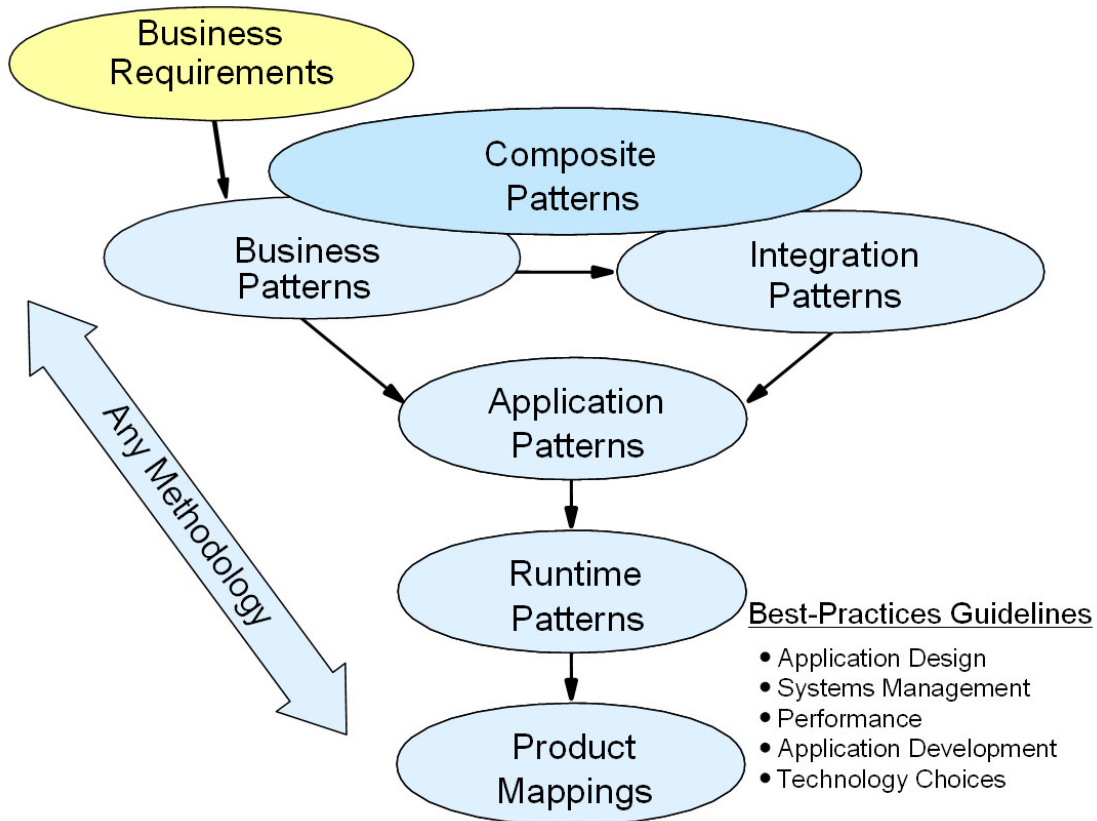 Business
Requirements
Composite
Patterns
Business
Patterns
Integration
Patterns
Application
Patterns
Any Methodology
Runtime
Patterns
Best-Practices Guidelines
• Application Design
• Systems Management
• Performance
• Application Development
• Technology Choices
Product
Mappings